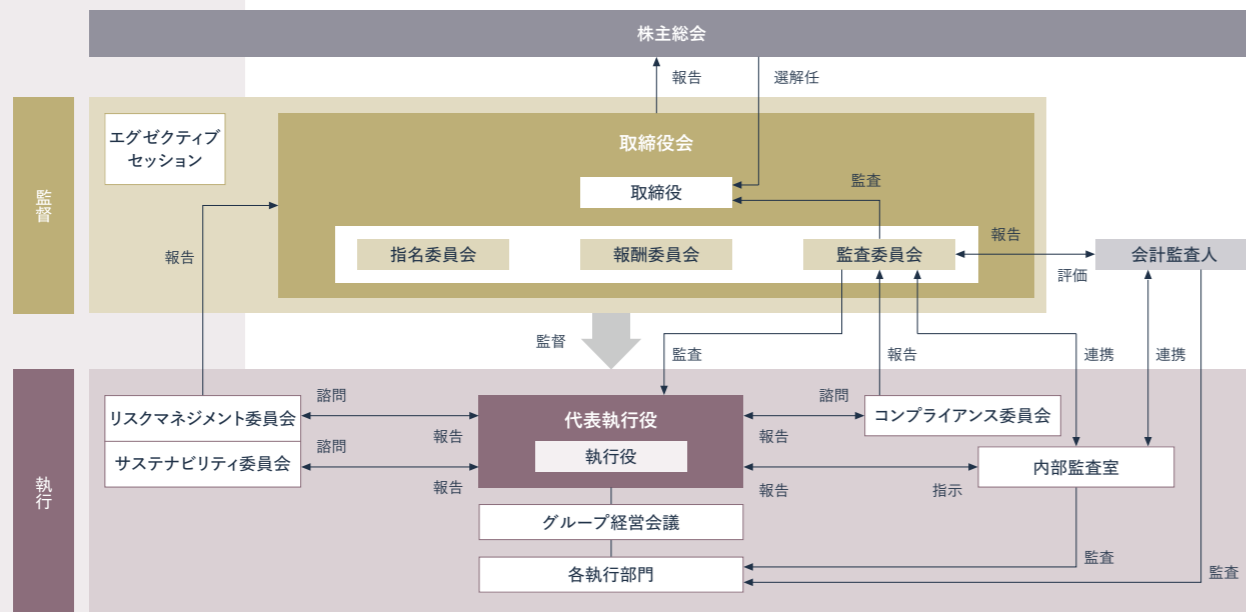 株主総会
報告
選解任
監督
エグゼクティブ
セッション
取締役会
取締役
監査
指名委員会
報酬委員会
監査委員会
報告
評価
会計監査人
報告
監督
監査
報告
連携
連携
執行
リスクマネジメント委員会
諮問
報告
サステナビリティ委員会
諮問
報告
代表執行役
執行役
諮問
報告
コンプライアンス委員会
報告
指示
内部監査室
グループ経営会議
各執行部門
監査
監査